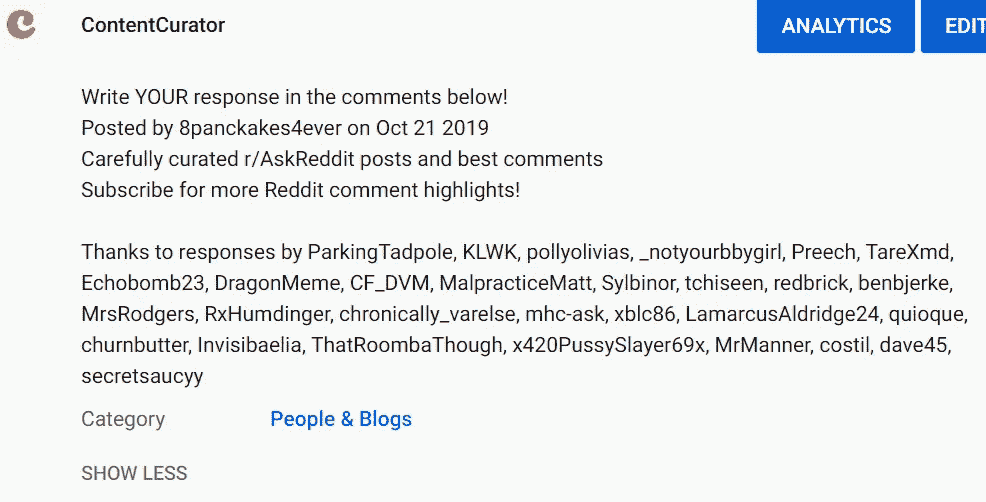 ContentCurator
ANALYTICS
EDIT
Write YOUR response in the comments below!
Posted by 8panckakes4ever on Oct 21 2019
Carefully curated r/AskReddit posts and best comments
Subscribe for more Reddit comment highlights!
Thanks to responses by ParkingTadpole, KLWK, pollyolivias, _notyourbbygirl, Preech, TareXmd,
Echobomb23, DragonMeme, CF_DVM, MalpracticeMatt, Sylbinor, tchiseen, redbrick, benbjerke,
MrsRodgers, RxHumdinger, chronically_varelse, mhc-ask, xblc86, LamarcusAldridge24, quioque,
churnbutter, Invisibaelia, ThatRoombaThough, x420PussySlayer69x, MrManner, costil, dave45,
secretsaucyy
Category
People & Blogs
SHOW LESS